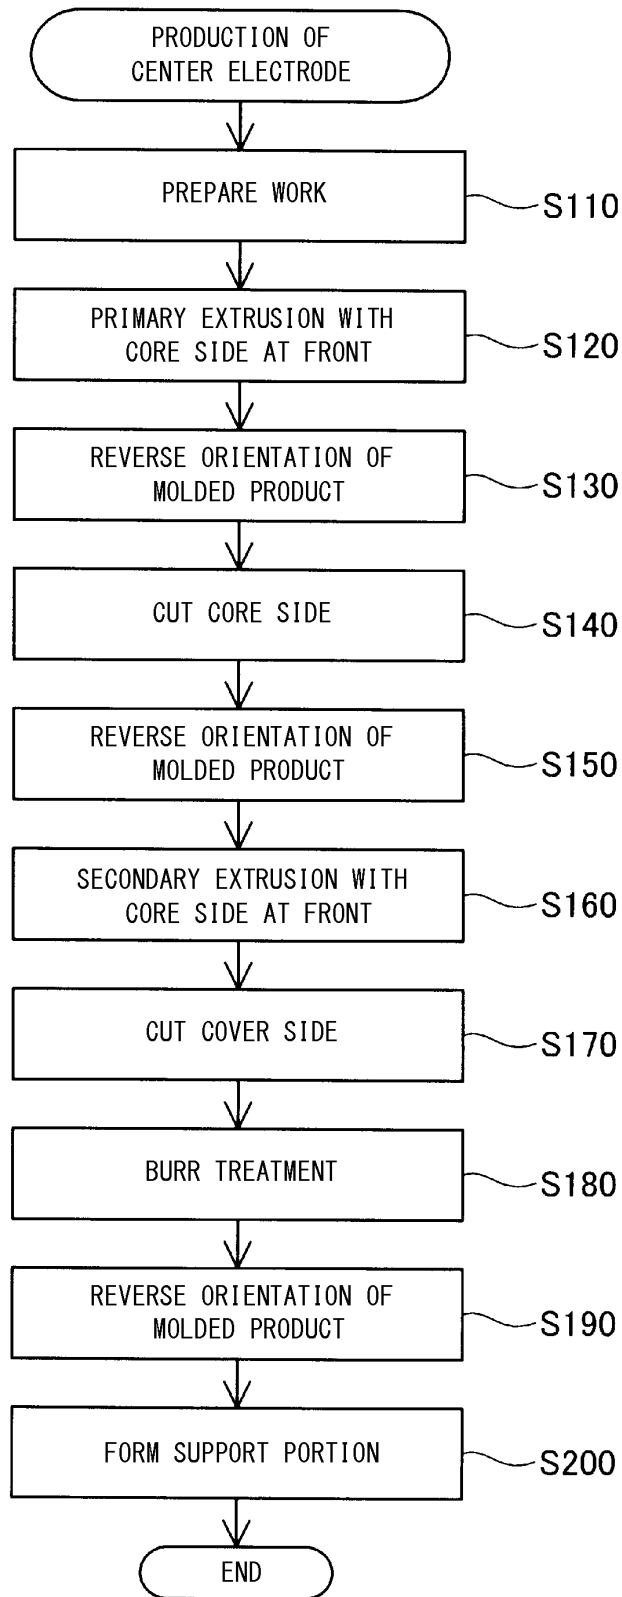 PRODUCTION OF
CENTER ELECTRODE
PREPARE WORK
S110
PRIMARY EXTRUSION WITH
CORE SIDE AT FRONT
S120
REVERSE ORIENTATION OF
MOLDED PRODUCT
S130
CUT CORE SIDE
S140
REVERSE ORIENTATION OF
MOLDED PRODUCT
S150
SECONDARY EXTRUSION WITH
CORE SIDE AT FRONT
S160
CUT COVER SIDE
S170
BURR TREATMENT
S180
REVERSE ORIENTATION OF
MOLDED PRODUCT
S190
FORM SUPPORT PORTION
S200
END